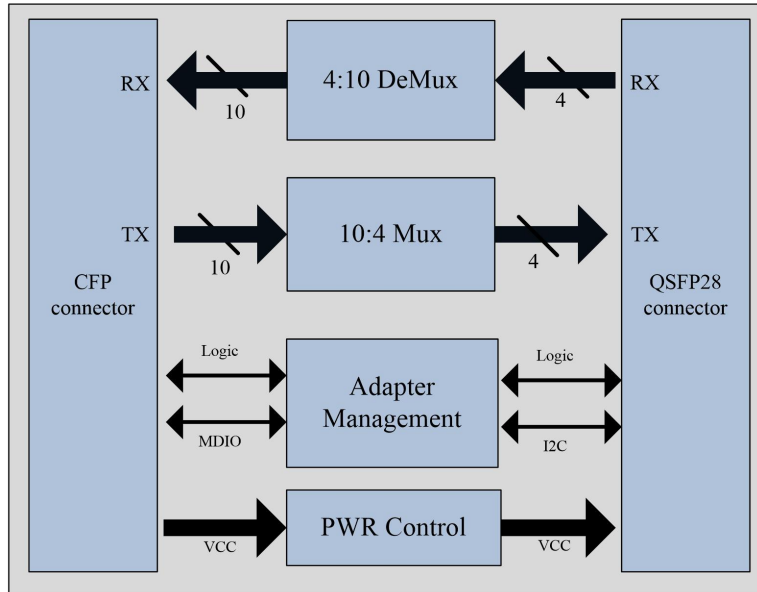 RX
10
4:10 DeMux
4
RX
TX
10
10:4 Mux
4
TX
CFP
connector
QSFP28
connector
Logic
MDIO
Adapter
Management
Logic
I2C
VCC
PWR Control
VCC